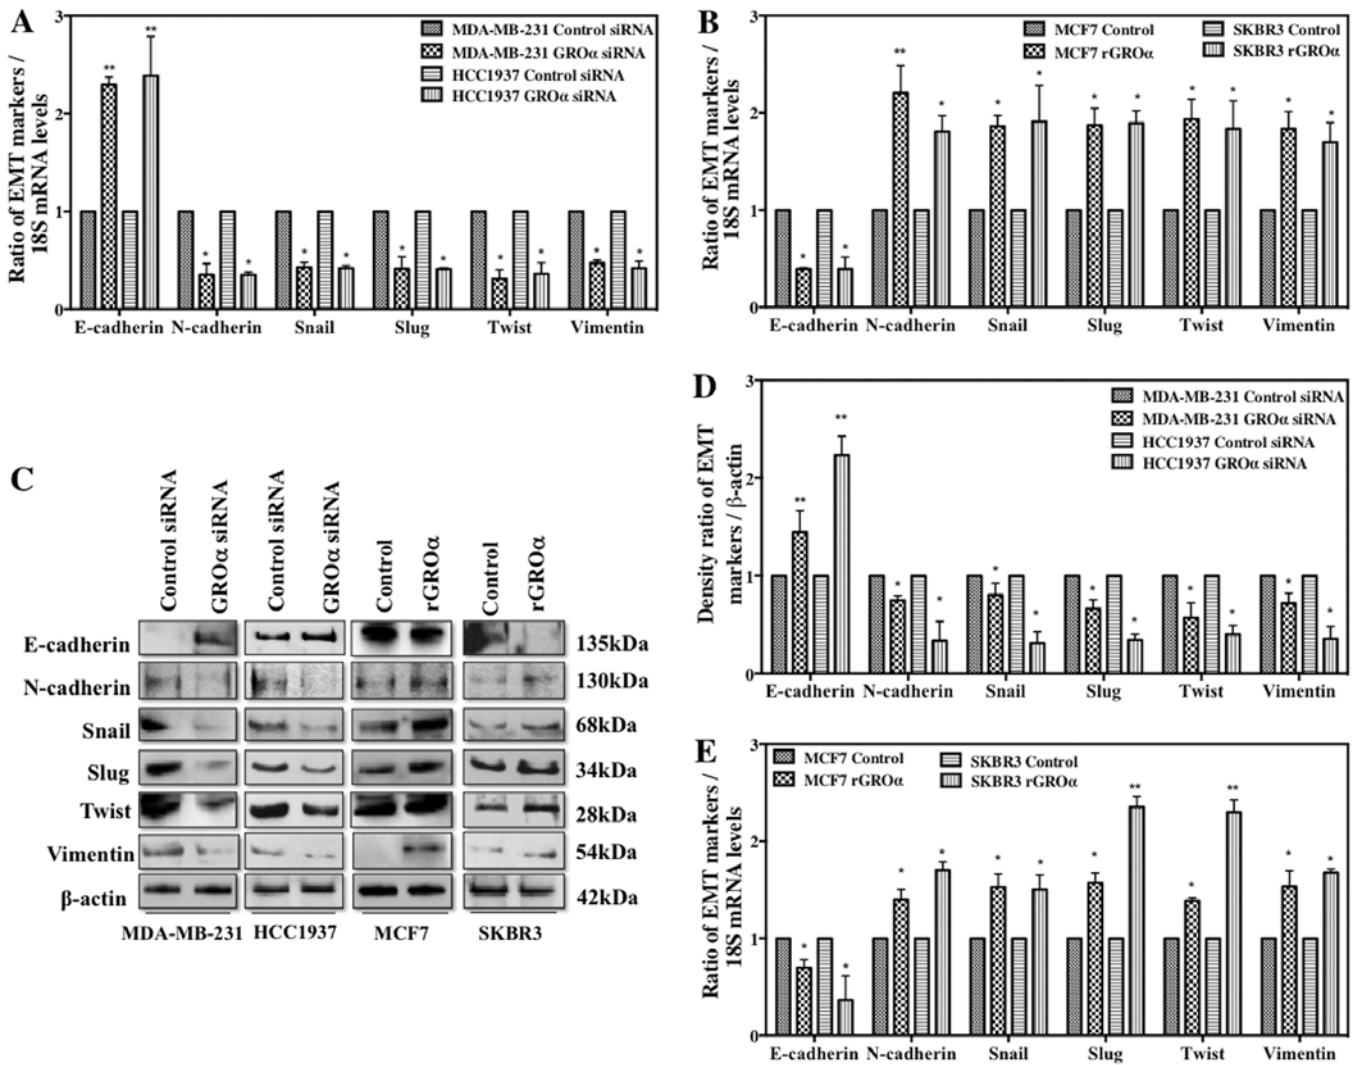 A
Ratio of EMT markers /
18S mRNA levels
3
2
1
0
MDA-MB-231 Control siRNA
MDA-MB-231 GROα siRNA
HCC1937 Control siRNA
HCC1937 GROα siRNA
** **
* * * * * * * * * *
E-cadherin N-cadherin Snail Slug Twist Vimentin
B
Ratio of EMT markers /
18S mRNA levels
3
2
1
0
MCF7 Control SKBR3 Control
MCF7 rGROα SKBR3 rGROα
* * ** * * * * * * * * *
E-cadherin N-cadherin Snail Slug Twist Vimentin
C
Control siRNA
GROα siRNA
Control siRNA
GROα siRNA
Control
rGROα
Control
rGROα
E-cadherin 135kDa
N-cadherin 130kDa
Snail 68kDa
Slug 34kDa
Twist 28kDa
Vimentin 54kDa
β-actin 42kDa
MDA-MB-231 HCC1937 MCF7 SKBR3
D
Density ratio of EMT
markers / β-actin
3
2
1
0
MDA-MB-231 Control siRNA
MDA-MB-231 GROα siRNA
HCC1937 Control siRNA
HCC1937 GROα siRNA
** **
* * * * * * * * * *
E-cadherin N-cadherin Snail Slug Twist Vimentin
E
Ratio of EMT markers /
18S mRNA levels
3
2
1
0
MCF7 Control SKBR3 Control
MCF7 rGROα SKBR3 rGROα
* * * * * * * ** * ** * *
E-cadherin N-cadherin Snail Slug Twist Vimentin